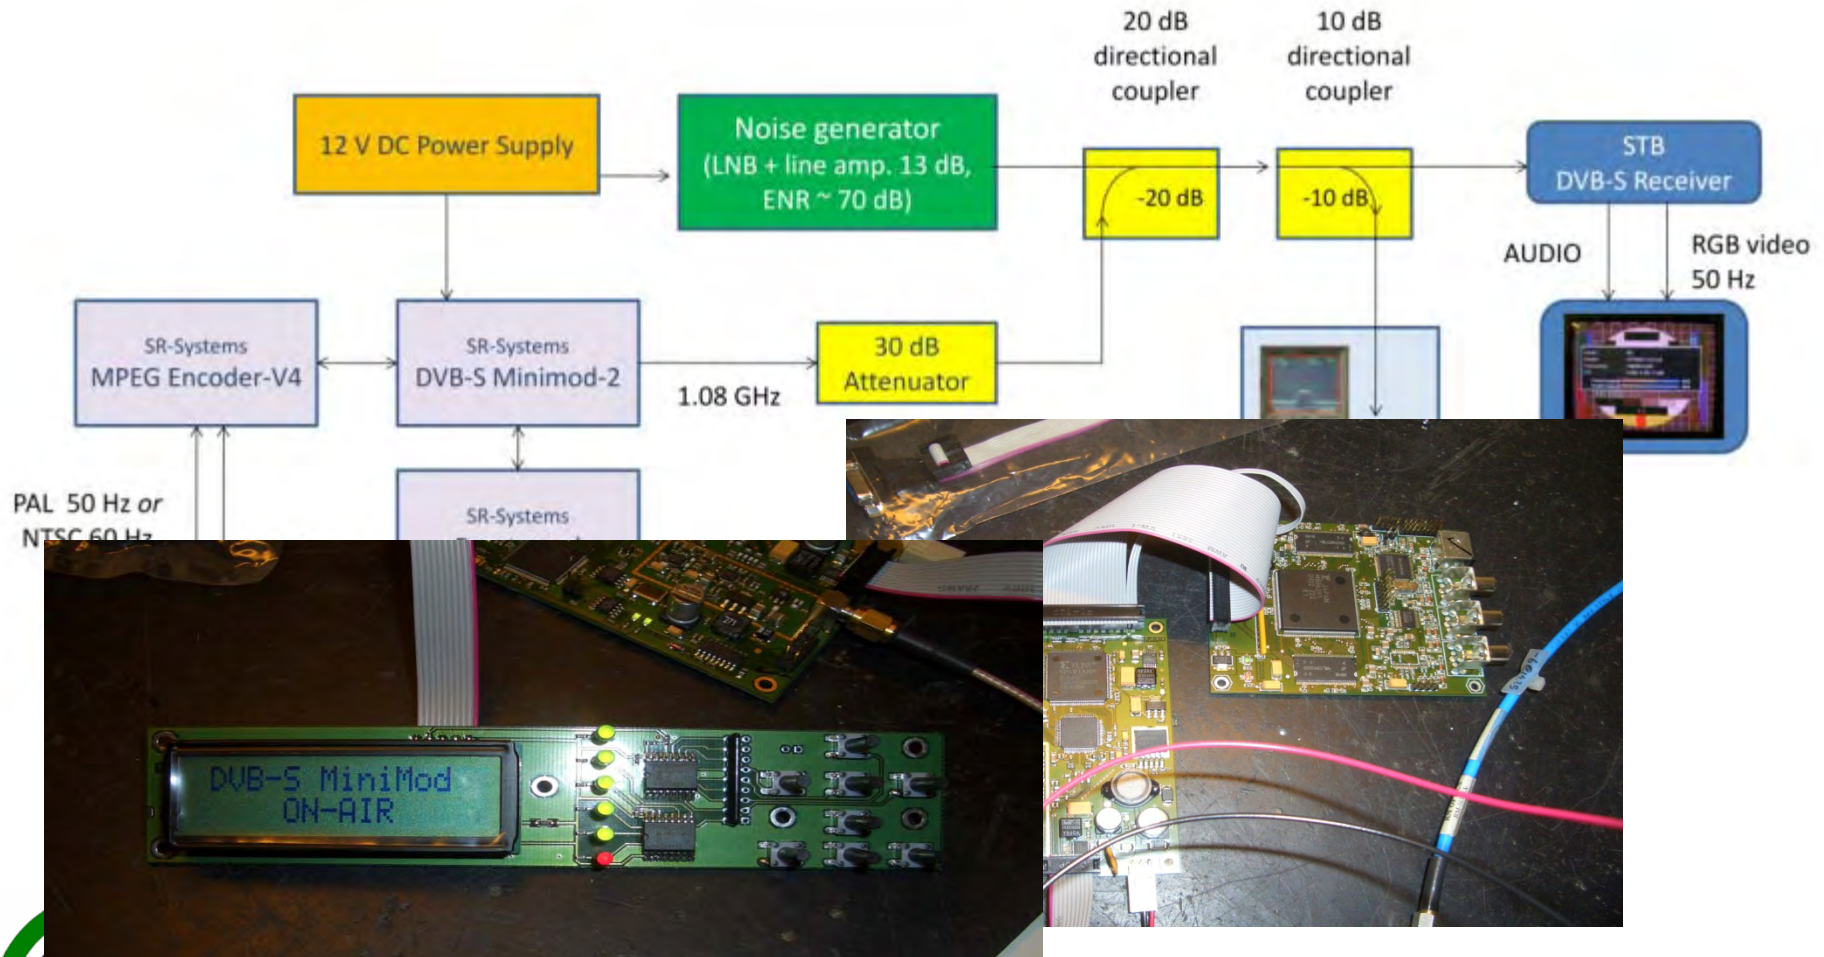 20 dB
directional
coupler
10 dB
directional
coupler
12 V DC Power Supply
Noise generator
(LNB + line amp. 13 dB,
ENR ~ 70 dB)
-20 dB
-10 dB
STB
DVB-S Receiver
AUDIO
RGB video
50 Hz
SR-Systems
MPEG Encoder-V4
SR-Systems
DVB-S Minimod-2
1.08 GHz
30 dB
Attenuator
PAL 50 Hz or
NTSC 60 Hz
SR-Systems
DVB-S MiniMod
ON-AIR